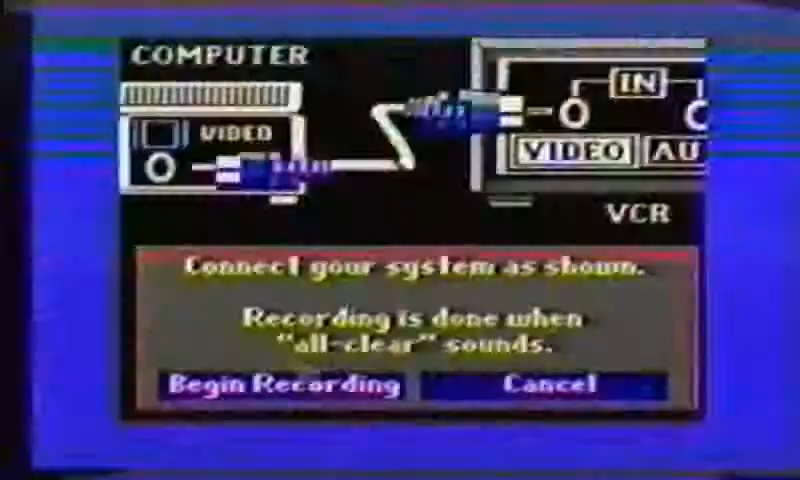 COMPUTER
IN
VIDEO
VIDEO
AU
VCR
Connect your system as shown.
Recording is done when
"all-clear" sounds.
Begin Recording
Cancel